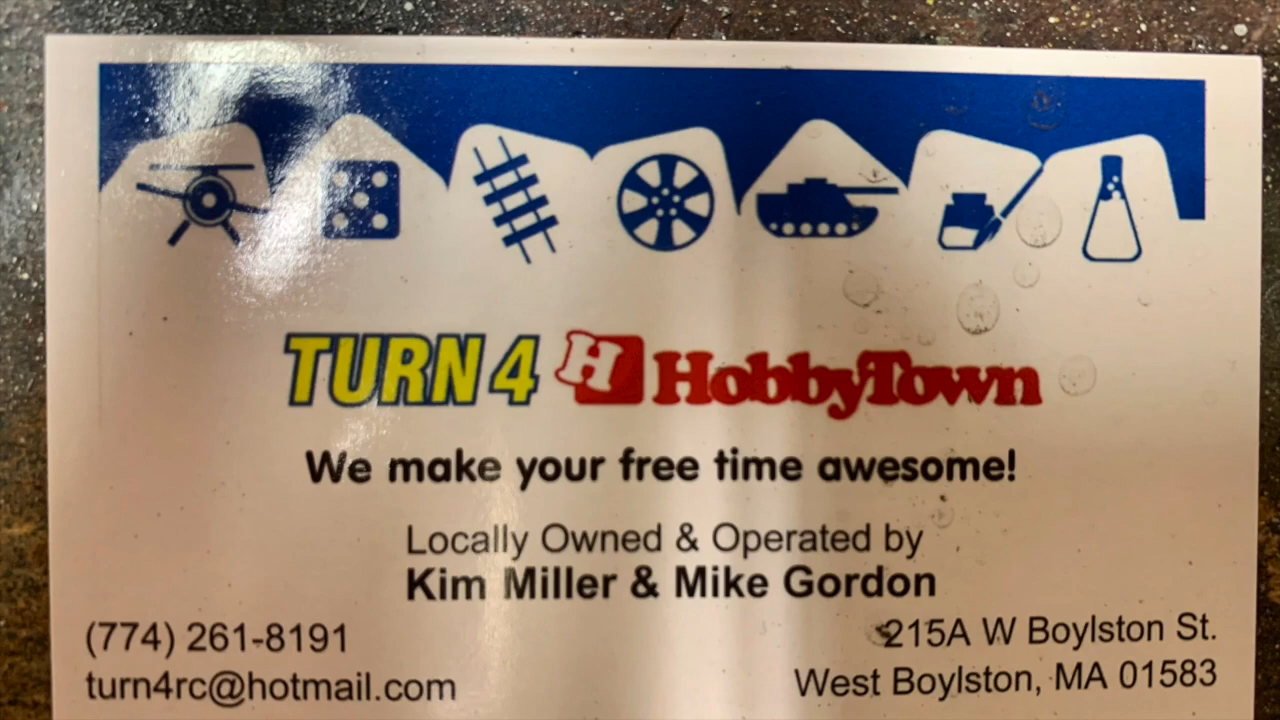 TURN 4 H HobbyTown
We make your free time awesome!
Locally Owned & Operated by
Kim Miller & Mike Gordon
(774) 261-8191
turn4rc@hotmail.com
215A W Boylston St.
West Boylston, MA 01583